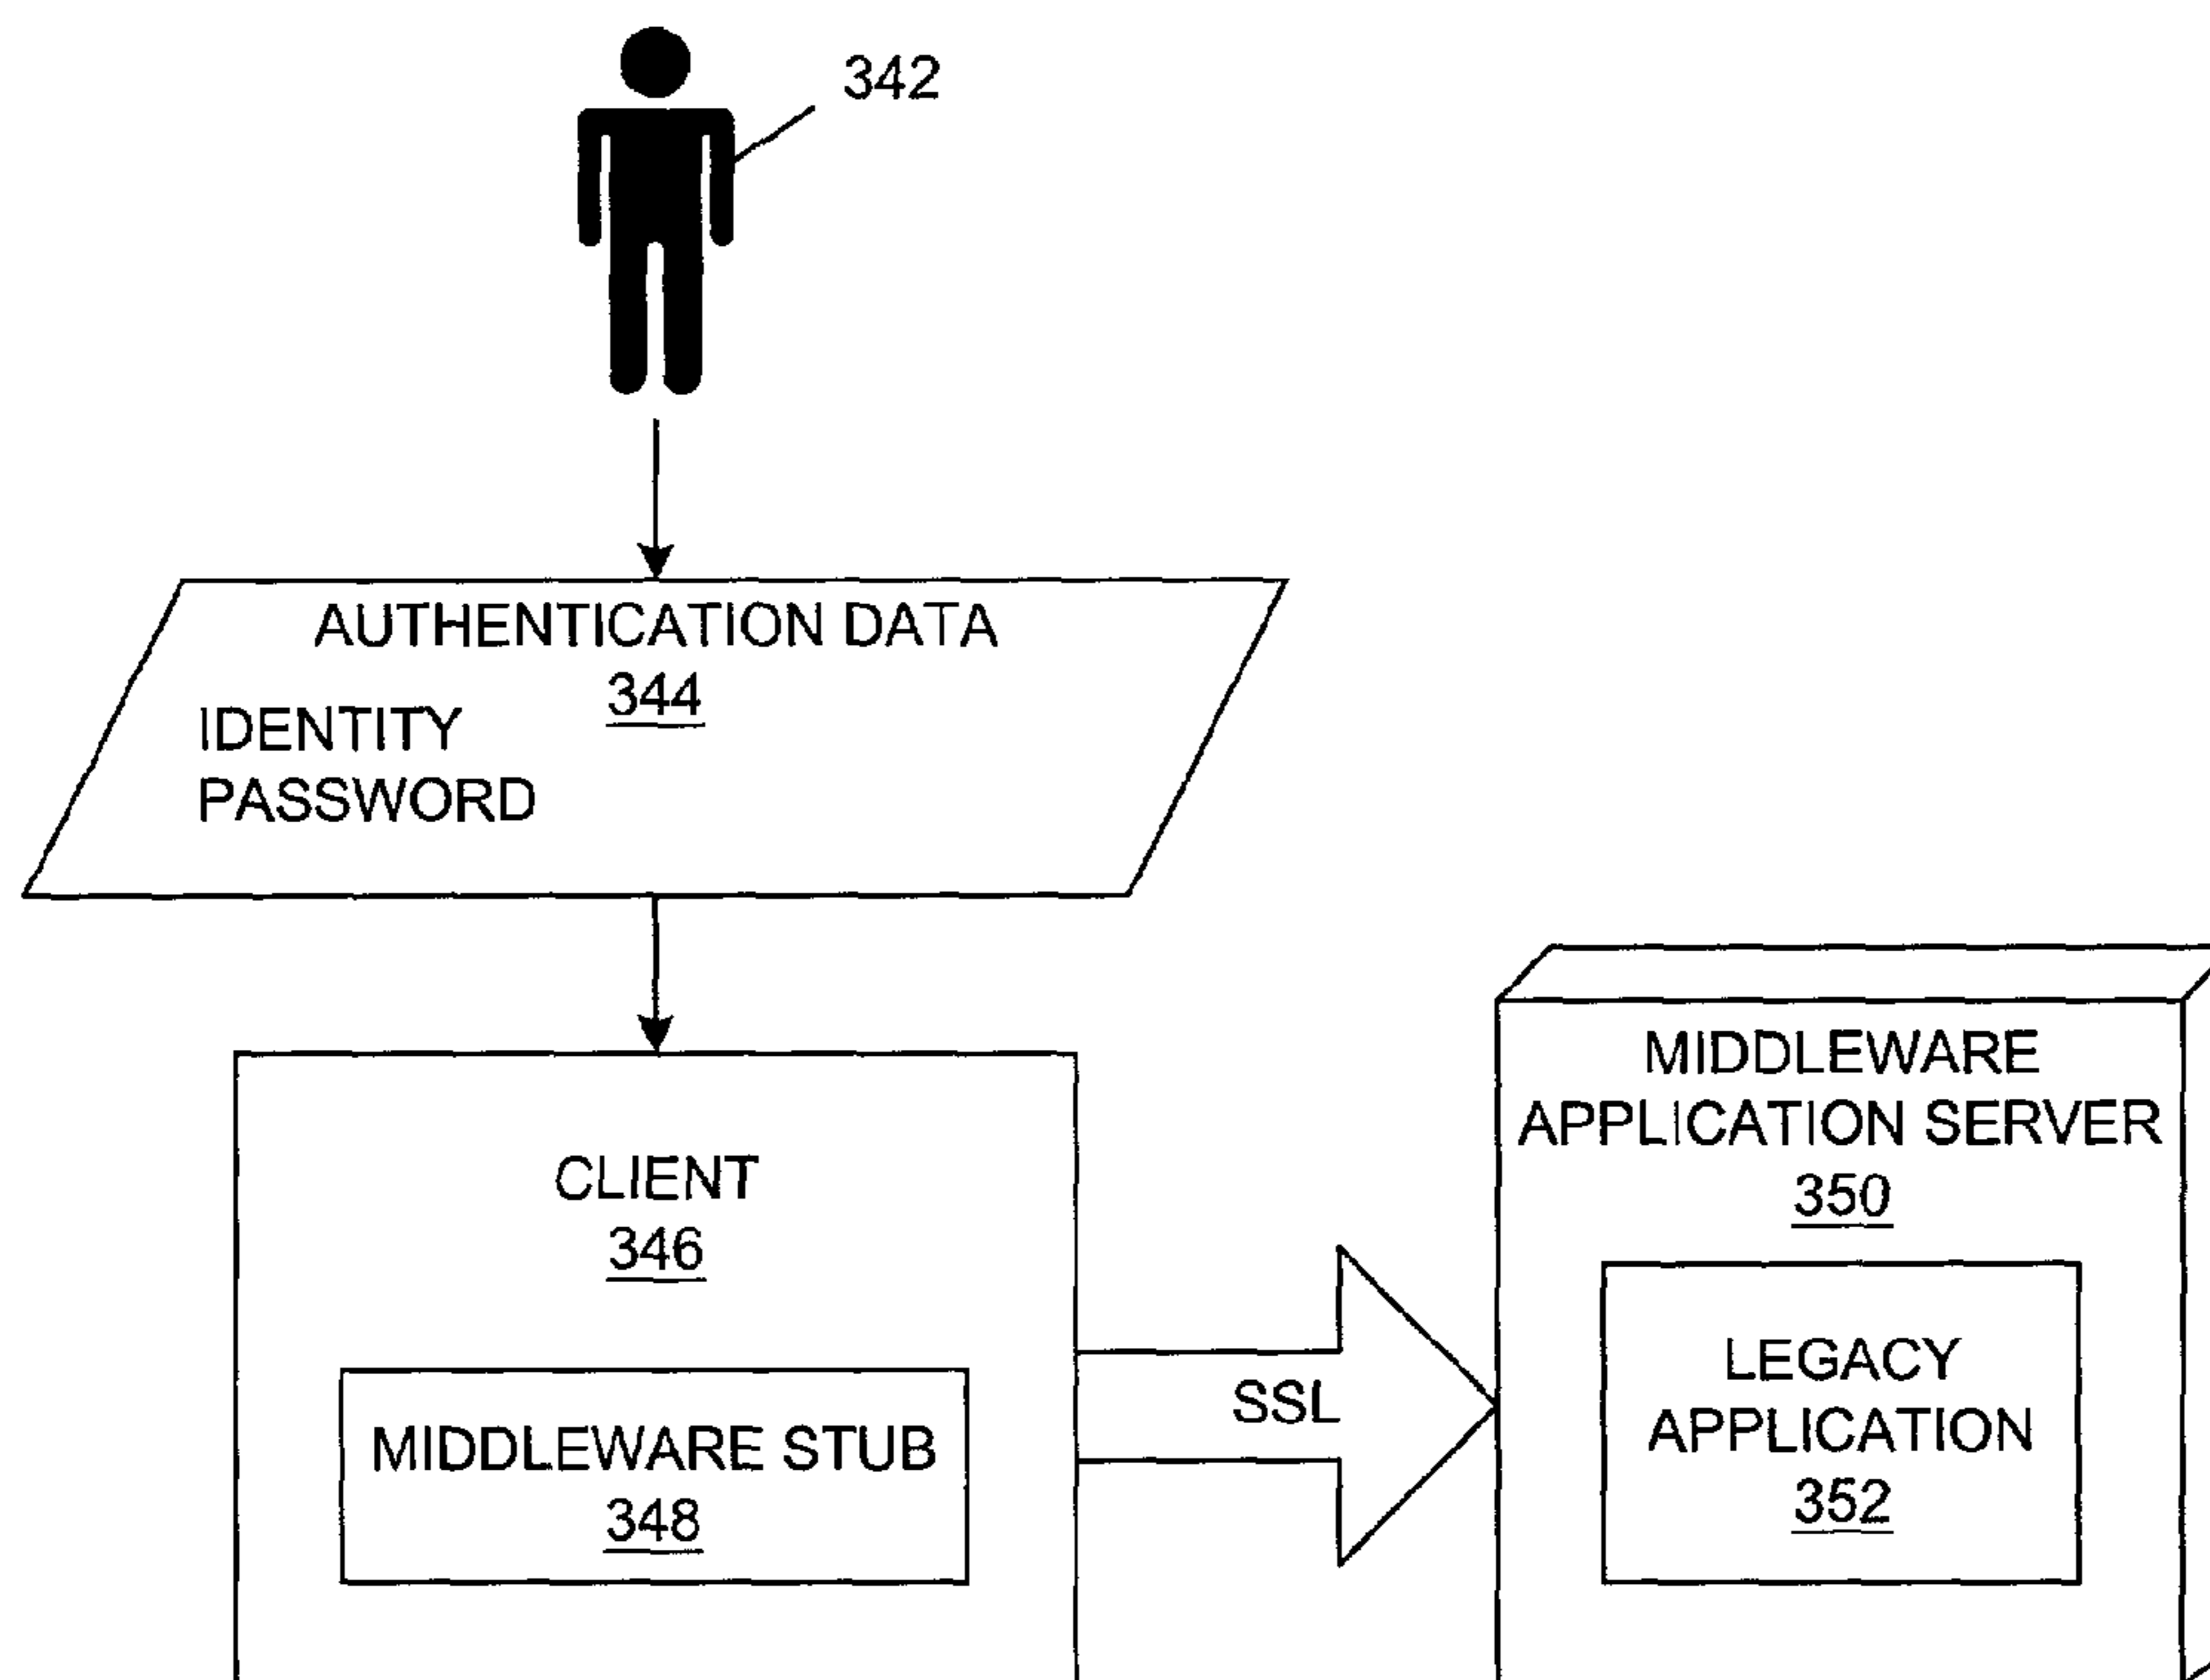 342
AUTHENTICATION DATA
344
IDENTITY
PASSWORD
CLIENT
346
MIDDLEWARE STUB
348
SSL
MIDDLEWARE
APPLICATION SERVER
350
LEGACY
APPLICATION
352